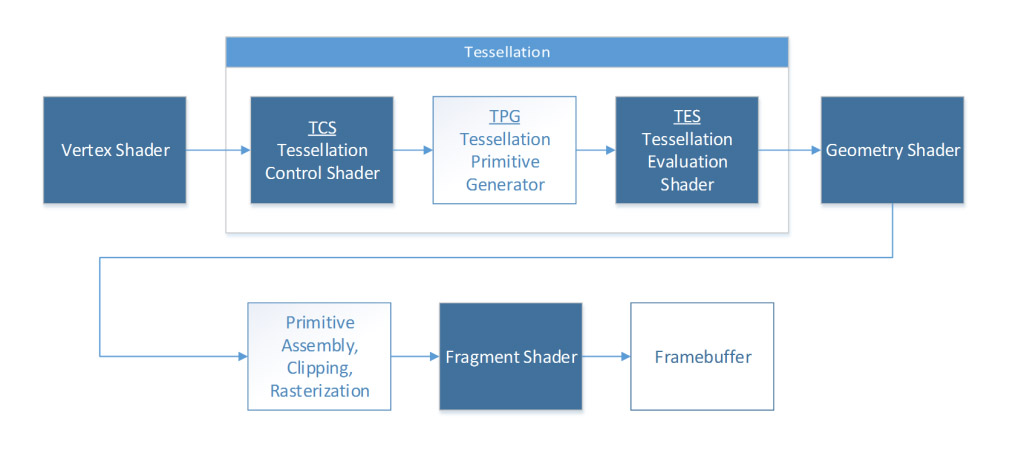 Tessellation
Vertex Shader
TCS
Tessellation
Control Shader
TPG
Tessellation
Primitive
Generator
TES
Tessellation
Evaluation
Shader
Geometry Shader
Primitive
Assembly,
Clipping,
Rasterization
Fragment Shader
Framebuffer